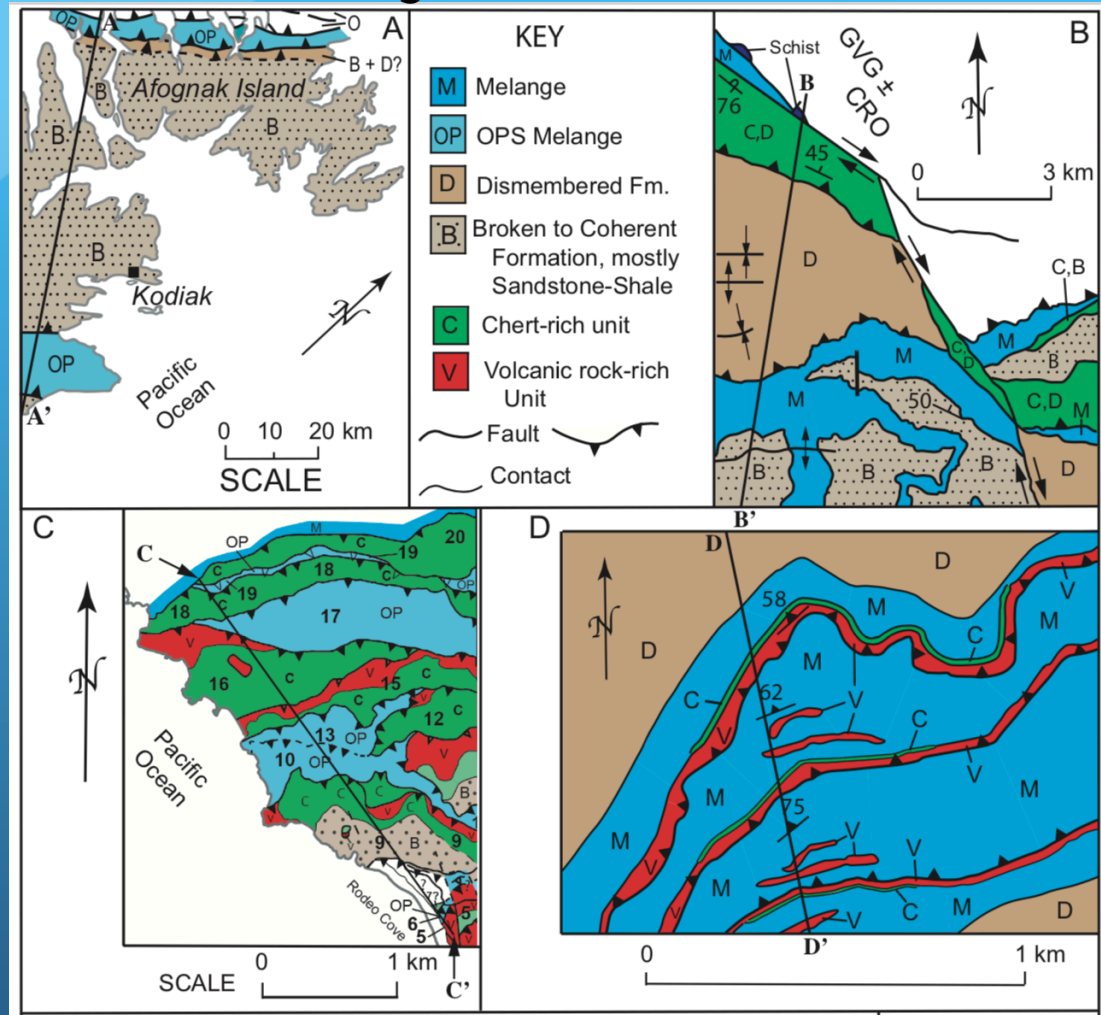 A
OP
A
OP
O
B + D?
B
Afognak Island
B
B
B
Kodiak
OP
A'
Pacific
Ocean
N
0 10 20 km
SCALE
KEY
M Melange
OP OPS Melange
D Dismembered Fm.
B Broken to Coherent
Formation, mostly
Sandstone-Shale
C Chert-rich unit
V Volcanic rock-rich
Unit
Fault
Contact
B
M
Schist
B
GVG ±
CRO
N
76
C,D
45
0 3 km
D
C,B
M
C,D
M
B
M
50
C,D
M
B
B
B
D
B'
C
C
M
OP
C
19
20
C
V
V
18
C
OP
19
18
C
17
OP
V
16
C
15
C
V
12
C
13
OP
10
OP
V
C
C
C
V
B
V
V
9
B
9
Rodeo Cove
OP
6
5
5
V
V
C'
N
Pacific
Ocean
0 1 km
SCALE
D
D
D
N
D
58
M
C
V
M
M
C
62
V
V
C
V
M
M
75
M
V
V
M
V
V
C
M
D
V
D'
0 1 km